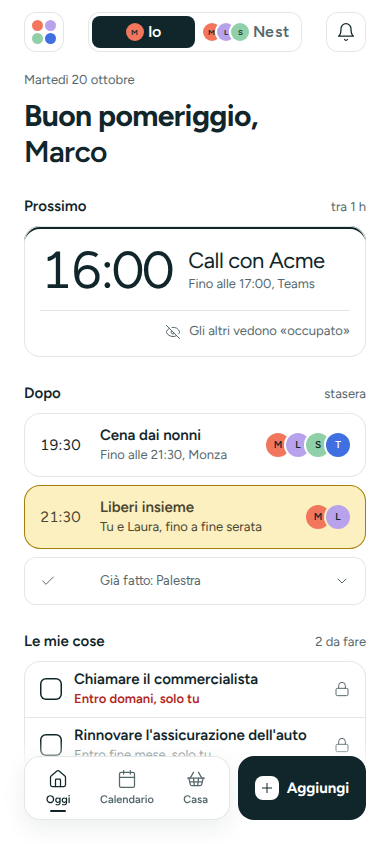 M Io M L S Nest
Martedì 20 ottobre
Buon pomeriggio,
Marco
Prossimo tra 1 h
16:00 Call con Acme
Fino alle 17:00, Teams
Gli altri vedono «occupato»
Dopo stasera
19:30 Cena dai nonni M L S T
Fino alle 21:30, Monza
21:30 Liberi insieme M L
Tu e Laura, fino a fine serata
Già fatto: Palestra
Le mie cose 2 da fare
Chiamare il commercialista
Entro domani, solo tu
Rinnovare l'assicurazione dell'auto
Entro fine mese, solo tu
Oggi Calendario Casa Aggiungi